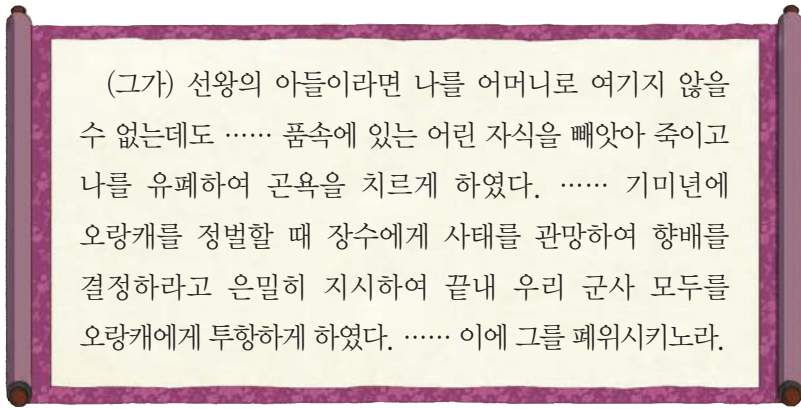 (그가) 선왕의 아들이라면 나를 어머니로 여기지 않을
수 없는데도 …… 품속에 있는 어린 자식을 빼앗아 죽이고
나를 유폐하여 곤욕을 치르게 하였다. …… 기미년에
오랑캐를 정벌할 때 장수에게 사태를 관망하여 향배를
결정하라고 은밀히 지시하여 끝내 우리 군사 모두를
오랑캐에게 투항하게 하였다. …… 이에 그를 폐위시키노라.